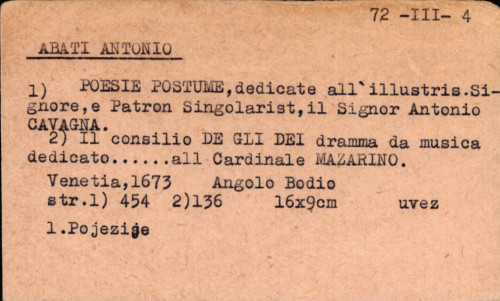 72 -III- 4
ABATI ANTONIO
1) POESIE POSTUME,dedicate all`illustris.Si-
gnore,e Patron Singolarist,il Signor Antonio
CAVAGNA.
2) Il consilio DE GLI DEI dramma da musica
dedicato......all Cardinale MAZARINO.
Venetia,1673 Angolo Bodio
str.1) 454 2)136 16x9cm uvez
1.Pojezije